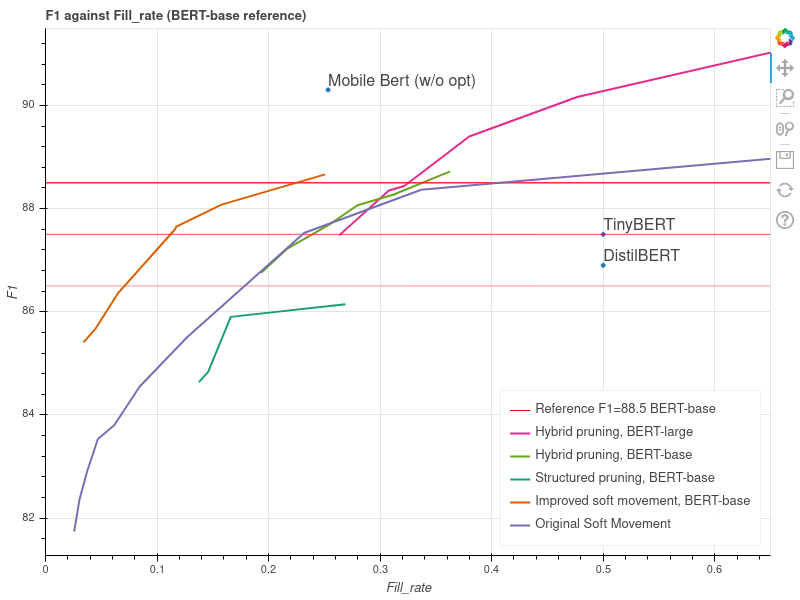 F1 against Fill_rate (BERT-base reference)
Mobile Bert (w/o opt)
TinyBERT
DistilBERT
F1
90
88
86
84
82
Reference F1=88.5 BERT-base
Hybrid pruning, BERT-large
Hybrid pruning, BERT-base
Structured pruning, BERT-base
Improved soft movement, BERT-base
Original Soft Movement
0 0.1 0.2 0.3 0.4 0.5 0.6
Fill_rate